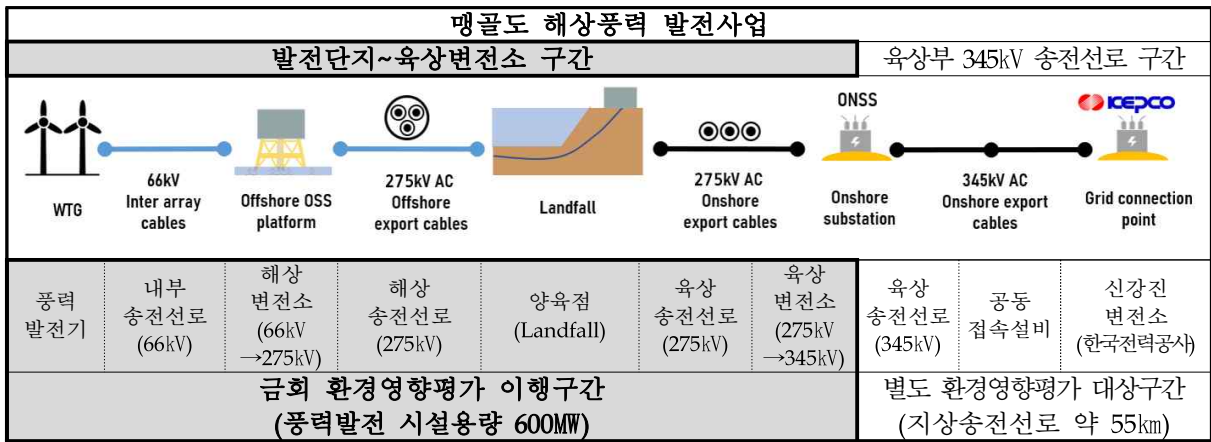 맹골도 해상풍력 발전사업
발전단지~육상변전소 구간
육상부 345kV 송전선로 구간
WTG
66kV
Inter array
cables
Offshore OSS
platform
275kV AC
Offshore
export cables
Landfall
275kV AC
Onshore
export cables
ONSS
Onshore
substation
345kV AC
Onshore export
cables
KEPCO
Grid connection
point
풍력
발전기
내부
송전선로
(66kV)
해상
변전소
(66kV
→275kV)
해상
송전선로
(275kV)
양육점
(Landfall)
육상
송전선로
(275kV)
육상
변전소
(275kV
→345kV)
육상
송전선로
(345kV)
공동
접속설비
신강진
변전소
(한국전력공사)
금회 환경영향평가 이행구간
(풍력발전 시설용량 600MW)
별도 환경영향평가 대상구간
(지상송전선로 약 55㎞)